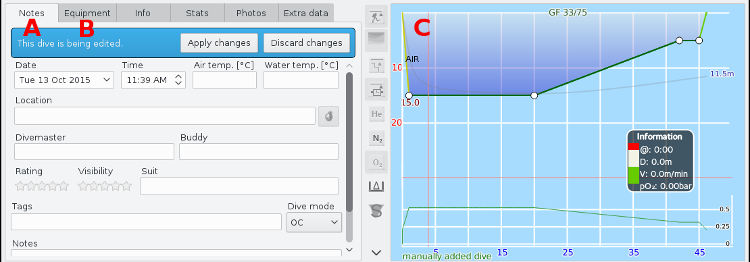 Notes Equipment Info Stats Photos Extra data
A B
This dive is being edited. Apply changes Discard changes
Date Time Air temp. [°C] Water temp. [°C]
Tue 13 Oct 2015 11:39 AM
Location
Divemaster Buddy
Rating Visibility Suit
Tags Dive mode
OC
Notes
He
N₂
O₂
GF 33/75
C
AIR
10
11.5m
15.0
20
Information
@: 0:00
D: 0.0m
V: 0.0m/min
pO₂: 0.00bar
0.5
0.25
0
5 15 25 35 45
manually added dive